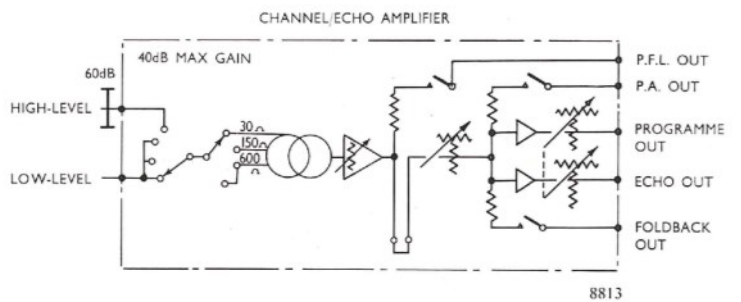 CHANNEL/ECHO AMPLIFIER
40dB MAX GAIN
60dB
HIGH-LEVEL
LOW-LEVEL
30
150
600
P.F.L. OUT
P.A. OUT
PROGRAMME
OUT
ECHO OUT
FOLDBACK
OUT
8813